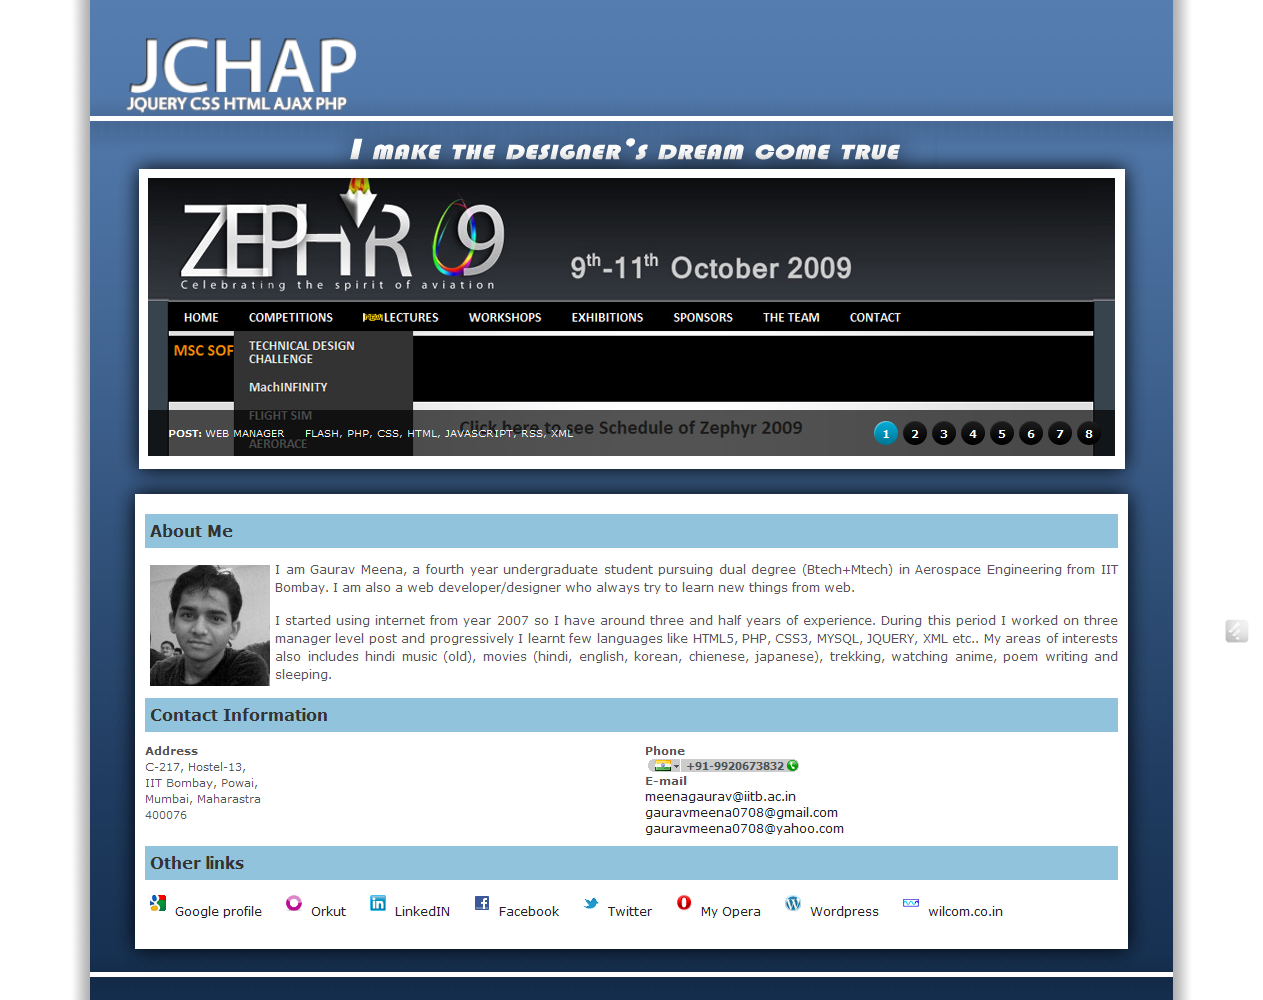 JCHAP
JQUERY CSS HTML AJAX PHP
I MAKE THE DESIGNER'S DREAM COME TRUE
ZEPHYR 09
Celebrating the spirit of aviation
9th-11th October 2009
HOME COMPETITIONS LECTURES WORKSHOPS EXHIBITIONS SPONSORS THE TEAM CONTACT
MSC SOF
TECHNICAL DESIGN
CHALLENGE
MachINFINITY
FLIGHT SIM
Click here to see Schedule of Zephyr 2009
POST: WEB MANAGER FLASH, PHP, CSS, HTML, JAVASCRIPT, RSS, XML
1 2 3 4 5 6 7 8
AERORACE
About Me
I am Gaurav Meena, a fourth year undergraduate student pursuing dual degree (Btech+Mtech) in Aerospace Engineering from IIT
Bombay. I am also a web developer/designer who always try to learn new things from web.
I started using internet from year 2007 so I have around three and half years of experience. During this period I worked on three
manager level post and progressively I learnt few languages like HTML5, PHP, CSS3, MYSQL, JQUERY, XML etc.. My areas of interests
also includes hindi music (old), movies (hindi, english, korean, chienese, japanese), trekking, watching anime, poem writing and
sleeping.
Contact Information
Address
C-217, Hostel-13,
IIT Bombay, Powai,
Mumbai, Maharastra
400076
Phone
+91-9920673832
E-mail
meenagaurav@iitb.ac.in
gauravmeena0708@gmail.com
gauravmeena0708@yahoo.com
Other links
Google profile Orkut LinkedIN Facebook Twitter My Opera Wordpress wilcom.co.in